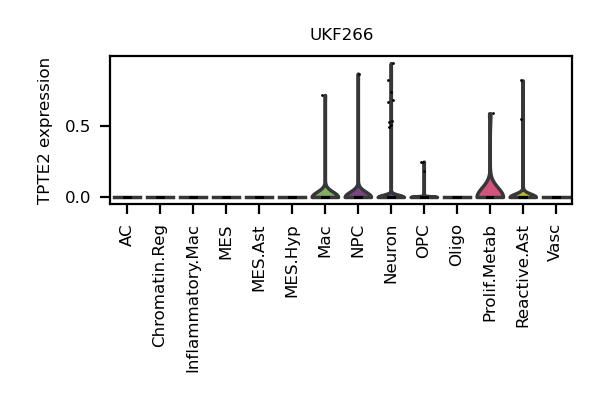 UKF266
TPTE2 expression
0.5
0.0
AC
Chromatin.Reg
Inflammatory.Mac
MES
MES.Ast
MES.Hyp
Mac
NPC
Neuron
OPC
Oligo
Prolif.Metab
Reactive.Ast
Vasc